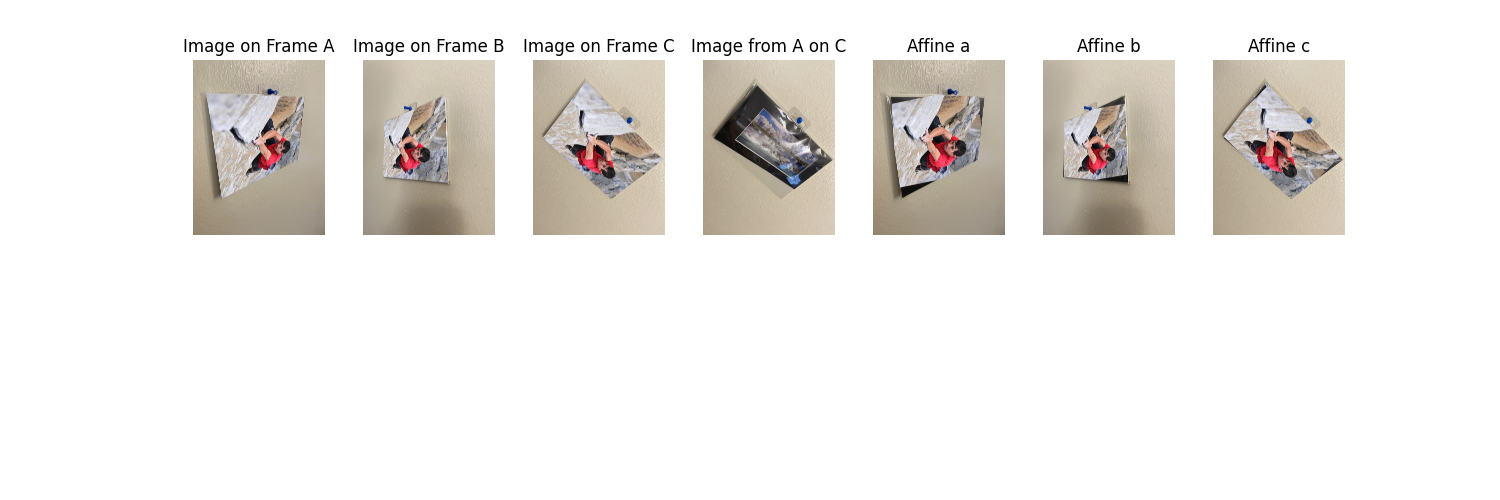 Image on Frame A
Image on Frame B
Image on Frame C
Image from A on C
Affine a
Affine b
Affine c